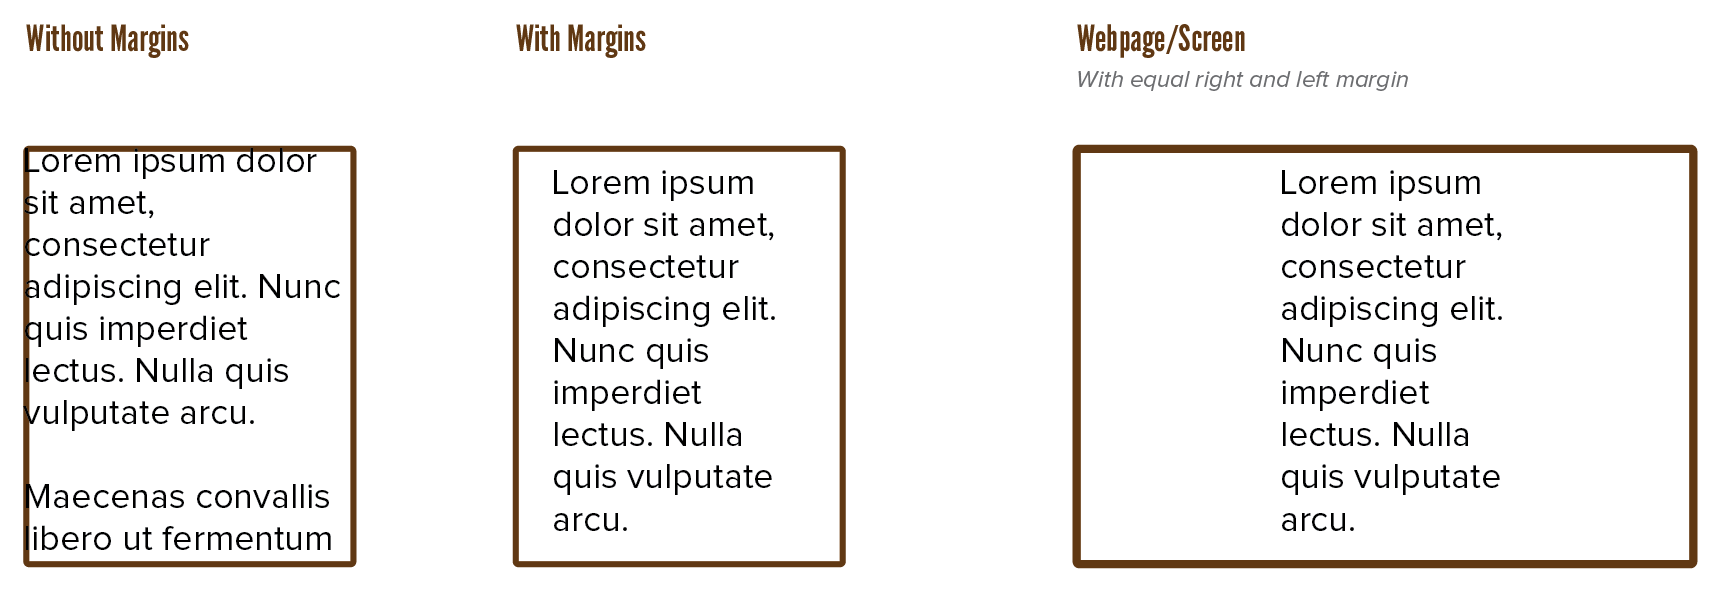 Without Margins
Lorem ipsum dolor
sit amet,
consectetur
adipiscing elit. Nunc
quis imperdiet
lectus. Nulla quis
vulputate arcu.
Maecenas convallis
libero ut fermentum
With Margins
Lorem ipsum
dolor sit amet,
consectetur
adipiscing elit.
Nunc quis
imperdiet
lectus. Nulla
quis vulputate
arcu.
Webpage/Screen
With equal right and left margin
Lorem ipsum
dolor sit amet,
consectetur
adipiscing elit.
Nunc quis
imperdiet
lectus. Nulla
quis vulputate
arcu.